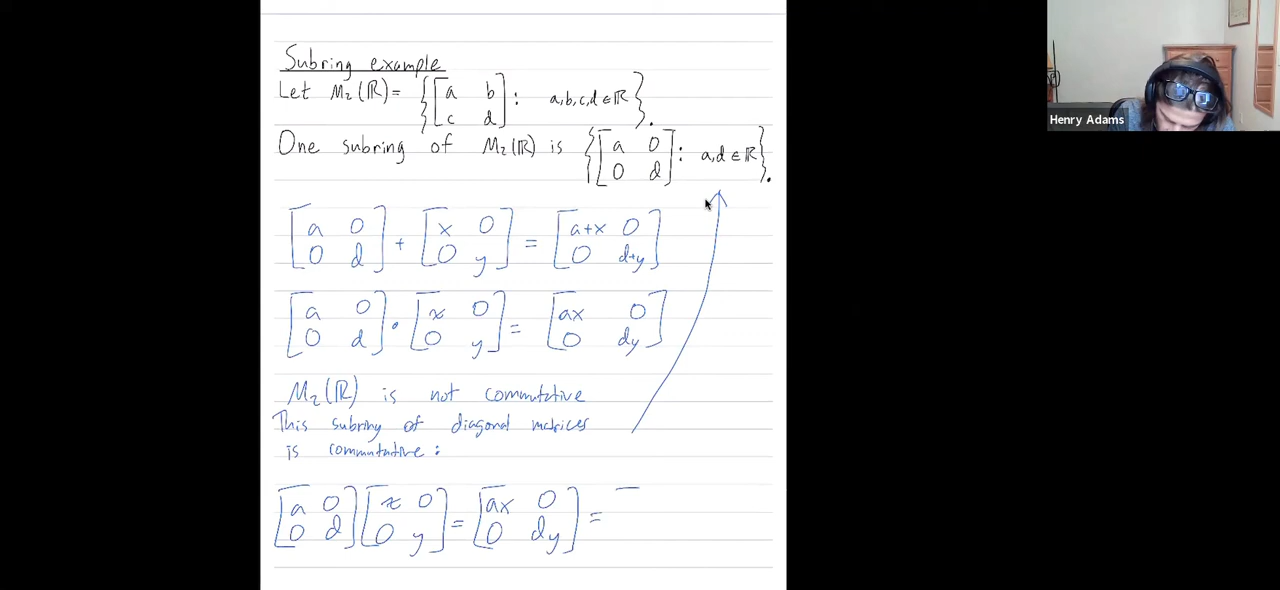 Subring example
Let M₂(ℝ) = { [ a b ; c d ] : a,b,c,d ∈ ℝ }.
One subring of M₂(ℝ) is { [ a 0 ; 0 d ] : a,d ∈ ℝ }.
[ a 0 ; 0 d ] + [ x 0 ; 0 y ] = [ a+x 0 ; 0 d+y ]
[ a 0 ; 0 d ] · [ x 0 ; 0 y ] = [ ax 0 ; 0 dy ]
M₂(ℝ) is not commutative
This subring of diagonal matrices
is commutative:
[ a 0 ; 0 d ] [ x 0 ; 0 y ] = [ ax 0 ; 0 dy ] =
Henry Adams